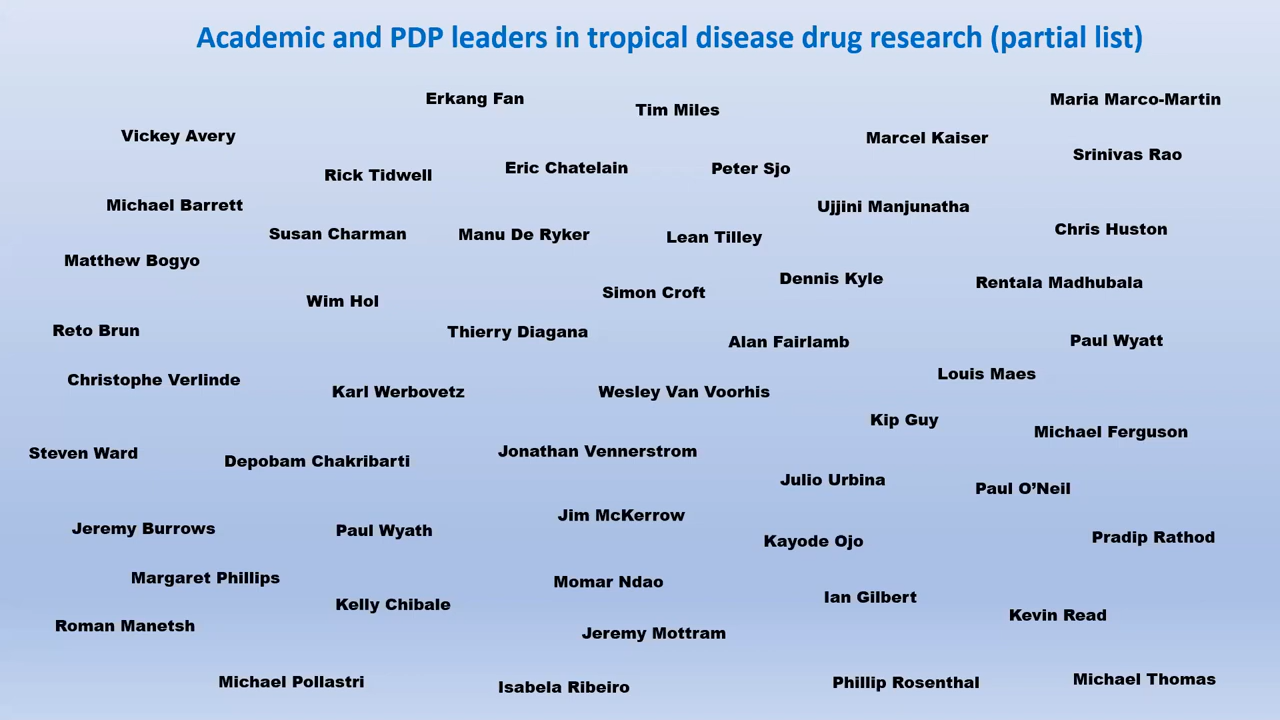 Academic and PDP leaders in tropical disease drug research (partial list)
Erkang Fan
Tim Miles
Maria Marco-Martin
Vickey Avery
Marcel Kaiser
Srinivas Rao
Rick Tidwell
Eric Chatelain
Peter Sjo
Michael Barrett
Ujjini Manjunatha
Susan Charman
Manu De Ryker
Lean Tilley
Chris Huston
Matthew Bogyo
Dennis Kyle
Rentala Madhubala
Wim Hol
Simon Croft
Reto Brun
Thierry Diagana
Alan Fairlamb
Paul Wyatt
Christophe Verlinde
Karl Werbovetz
Wesley Van Voorhis
Louis Maes
Kip Guy
Michael Ferguson
Steven Ward
Depobam Chakribarti
Jonathan Vennerstrom
Julio Urbina
Paul O’Neil
Jeremy Burrows
Paul Wyath
Jim McKerrow
Kayode Ojo
Pradip Rathod
Margaret Phillips
Momar Ndao
Kelly Chibale
Ian Gilbert
Kevin Read
Roman Manetsh
Jeremy Mottram
Michael Pollastri
Isabela Ribeiro
Phillip Rosenthal
Michael Thomas